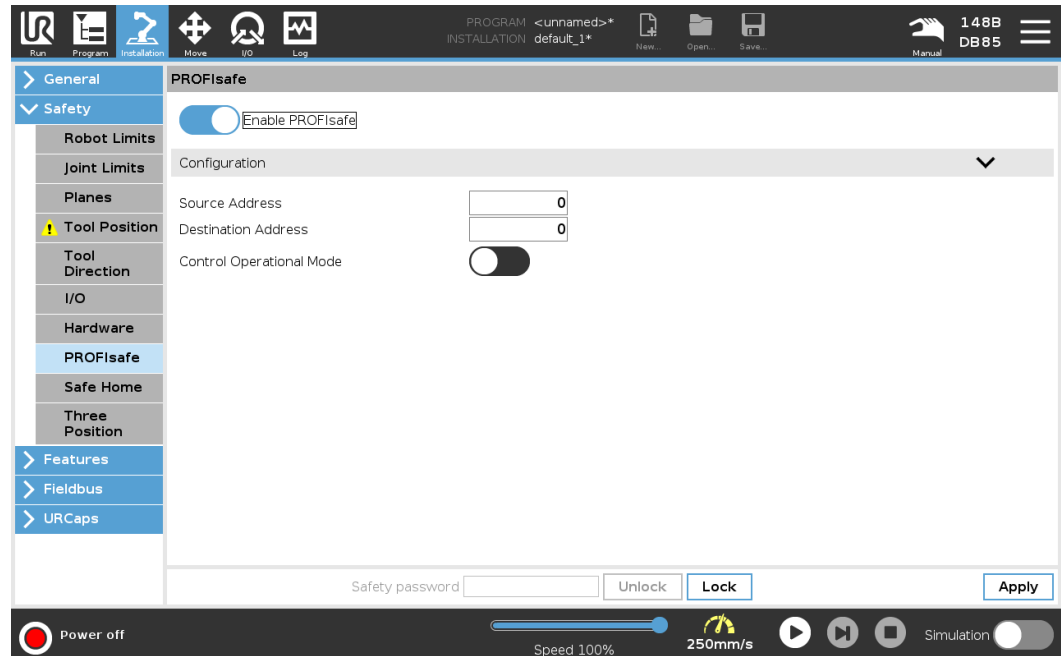 UR
PROGRAM <unnamed>*
INSTALLATION default_1*
148B
DB85
Run Program Installation Move I/O Log New... Open... Save... Manual
General
Safety
Robot Limits
Joint Limits
Planes
Tool Position
Tool
Direction
I/O
Hardware
PROFIsafe
Safe Home
Three
Position
Features
Fieldbus
URCaps
PROFIsafe
Enable PROFIsafe
Configuration
Source Address 0
Destination Address 0
Control Operational Mode
Safety password Unlock Lock Apply
Power off
Speed 100%
250mm/s
Simulation